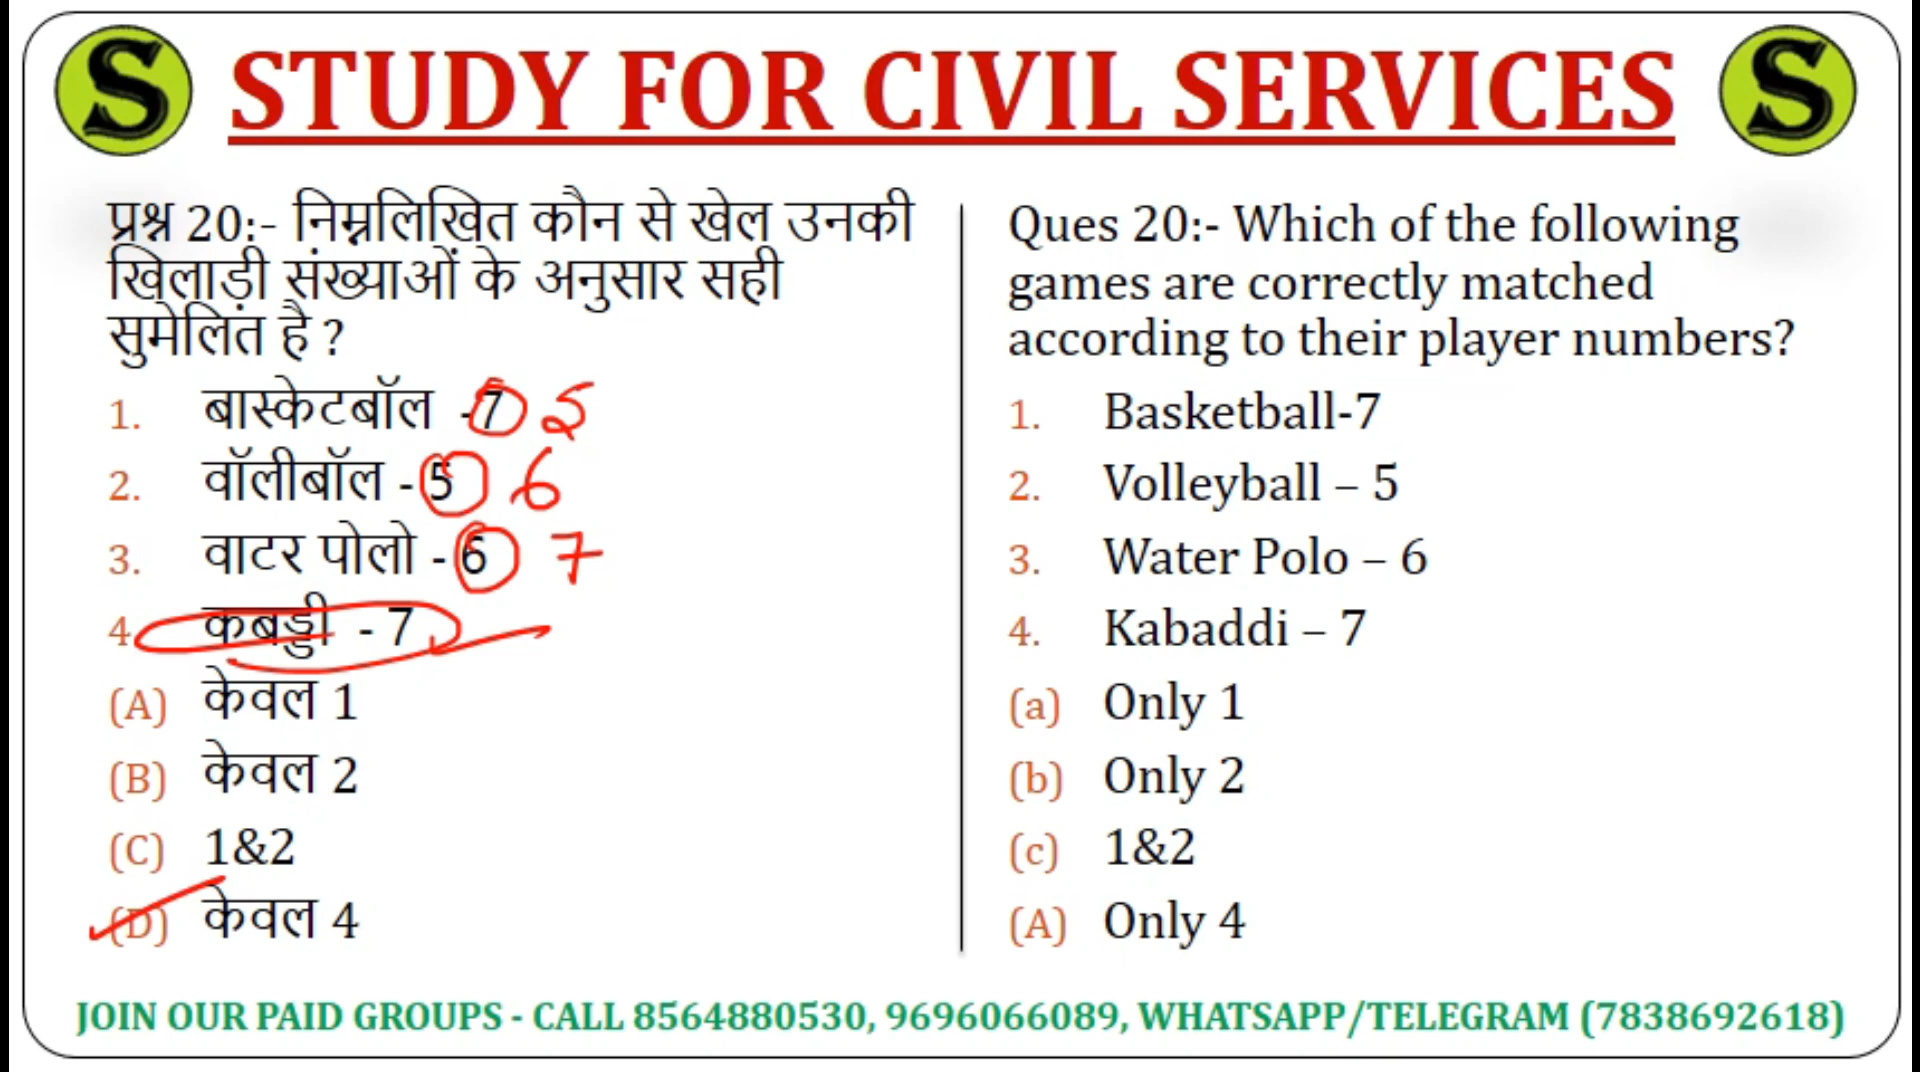 S STUDY FOR CIVIL SERVICES S
प्रश्न 20:- निम्नलिखित कौन से खेल उनकी
खिलाड़ी संख्याओं के अनुसार सही
सुमेलित है ?
1. बास्केटबॉल -7 5
2. वॉलीबॉल - 5 6
3. वाटर पोलो - 6 7
4. कबड्डी - 7
(A) केवल 1
(B) केवल 2
(C) 1&2
(D) केवल 4
Ques 20:- Which of the following
games are correctly matched
according to their player numbers?
1. Basketball-7
2. Volleyball – 5
3. Water Polo – 6
4. Kabaddi – 7
(a) Only 1
(b) Only 2
(c) 1&2
(A) Only 4
JOIN OUR PAID GROUPS - CALL 8564880530, 9696066089, WHATSAPP/TELEGRAM (7838692618)